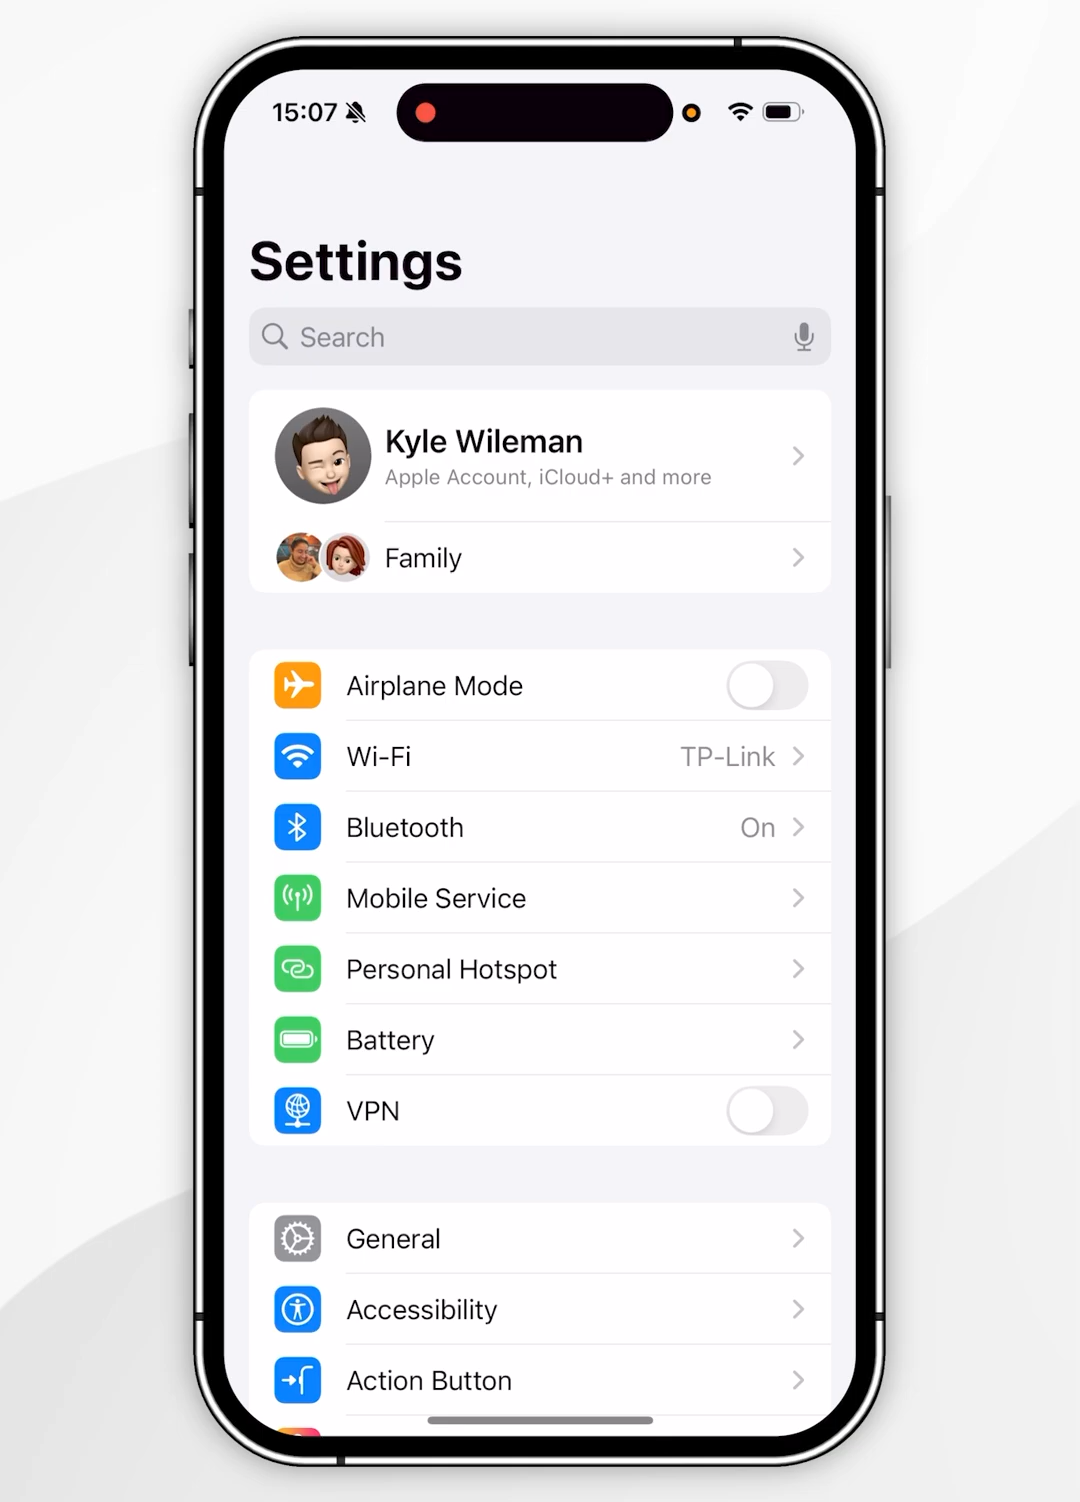 15:07
Settings
Search
Kyle Wileman
Apple Account, iCloud+ and more
Family
Airplane Mode
Wi-Fi TP-Link
Bluetooth On
Mobile Service
Personal Hotspot
Battery
VPN
General
Accessibility
Action Button